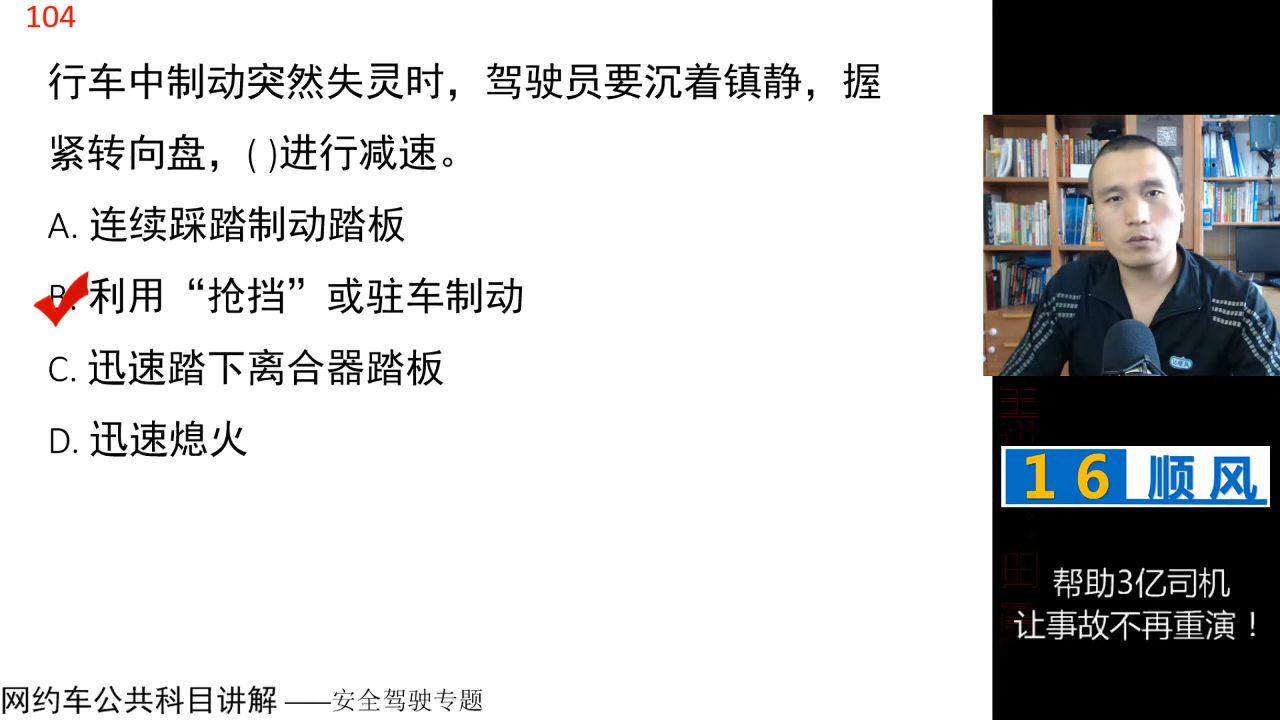 104
行车中制动突然失灵时，驾驶员要沉着镇静，握
紧转向盘，( )进行减速。
A. 连续踩踏制动踏板
B. 利用“抢挡”或驻车制动
C. 迅速踏下离合器踏板
D. 迅速熄火
16顺风
帮助3亿司机
让事故不再重演！
网约车公共科目讲解 ——安全驾驶专题